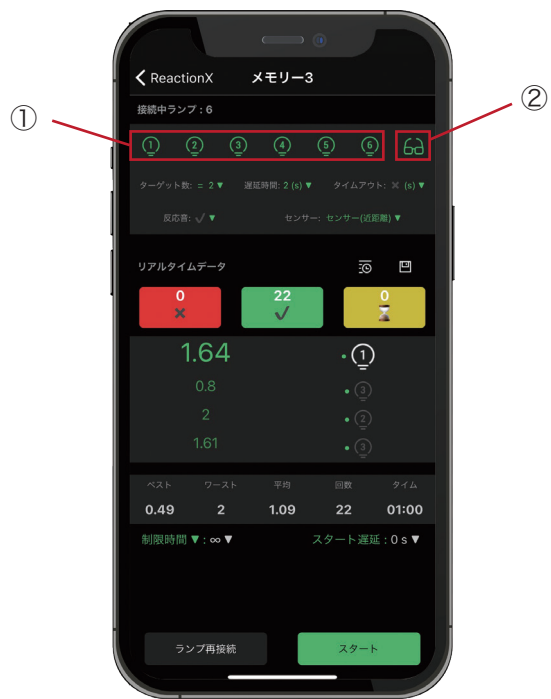 ① ②
ReactionX メモリー3
接続中ランプ : 6
1 2 3 4 5 6
ターゲット数: = 2 ▼ 遅延時間: 2 (s) ▼ タイムアウト: ✕ (s) ▼
反応音: ✓ ▼ センサー: センサー(近距離) ▼
リアルタイムデータ
0 22 0
1.64 1
0.8 3
2 2
1.61 3
ベスト ワースト 平均 回数 タイム
0.49 2 1.09 22 01:00
制限時間 ▼ : ∞ ▼ スタート遅延 : 0 s ▼
ランプ再接続 スタート